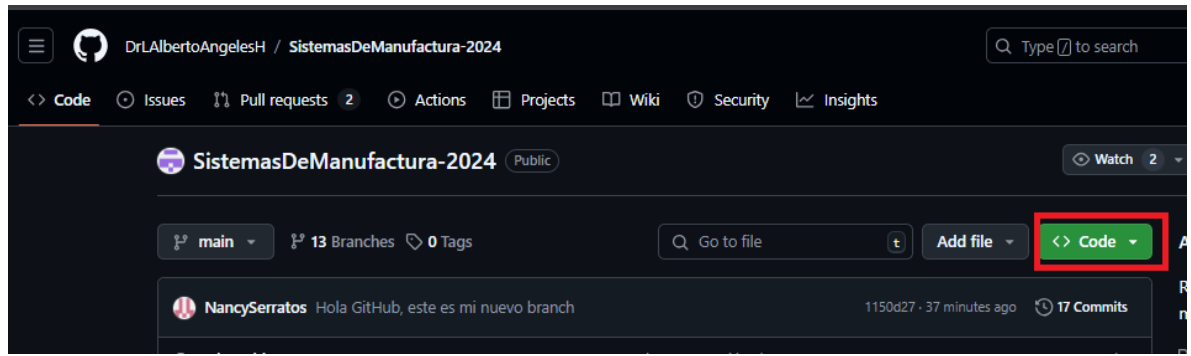 DrLAlbertoAngelesH / SistemasDeManufactura-2024
Type / to search
Code Issues Pull requests 2 Actions Projects Wiki Security Insights
SistemasDeManufactura-2024 Public
Watch 2
main 13 Branches 0 Tags Go to file t Add file Code
NancySerratos Hola GitHub, este es mi nuevo branch 1150d27 · 37 minutes ago 17 Commits